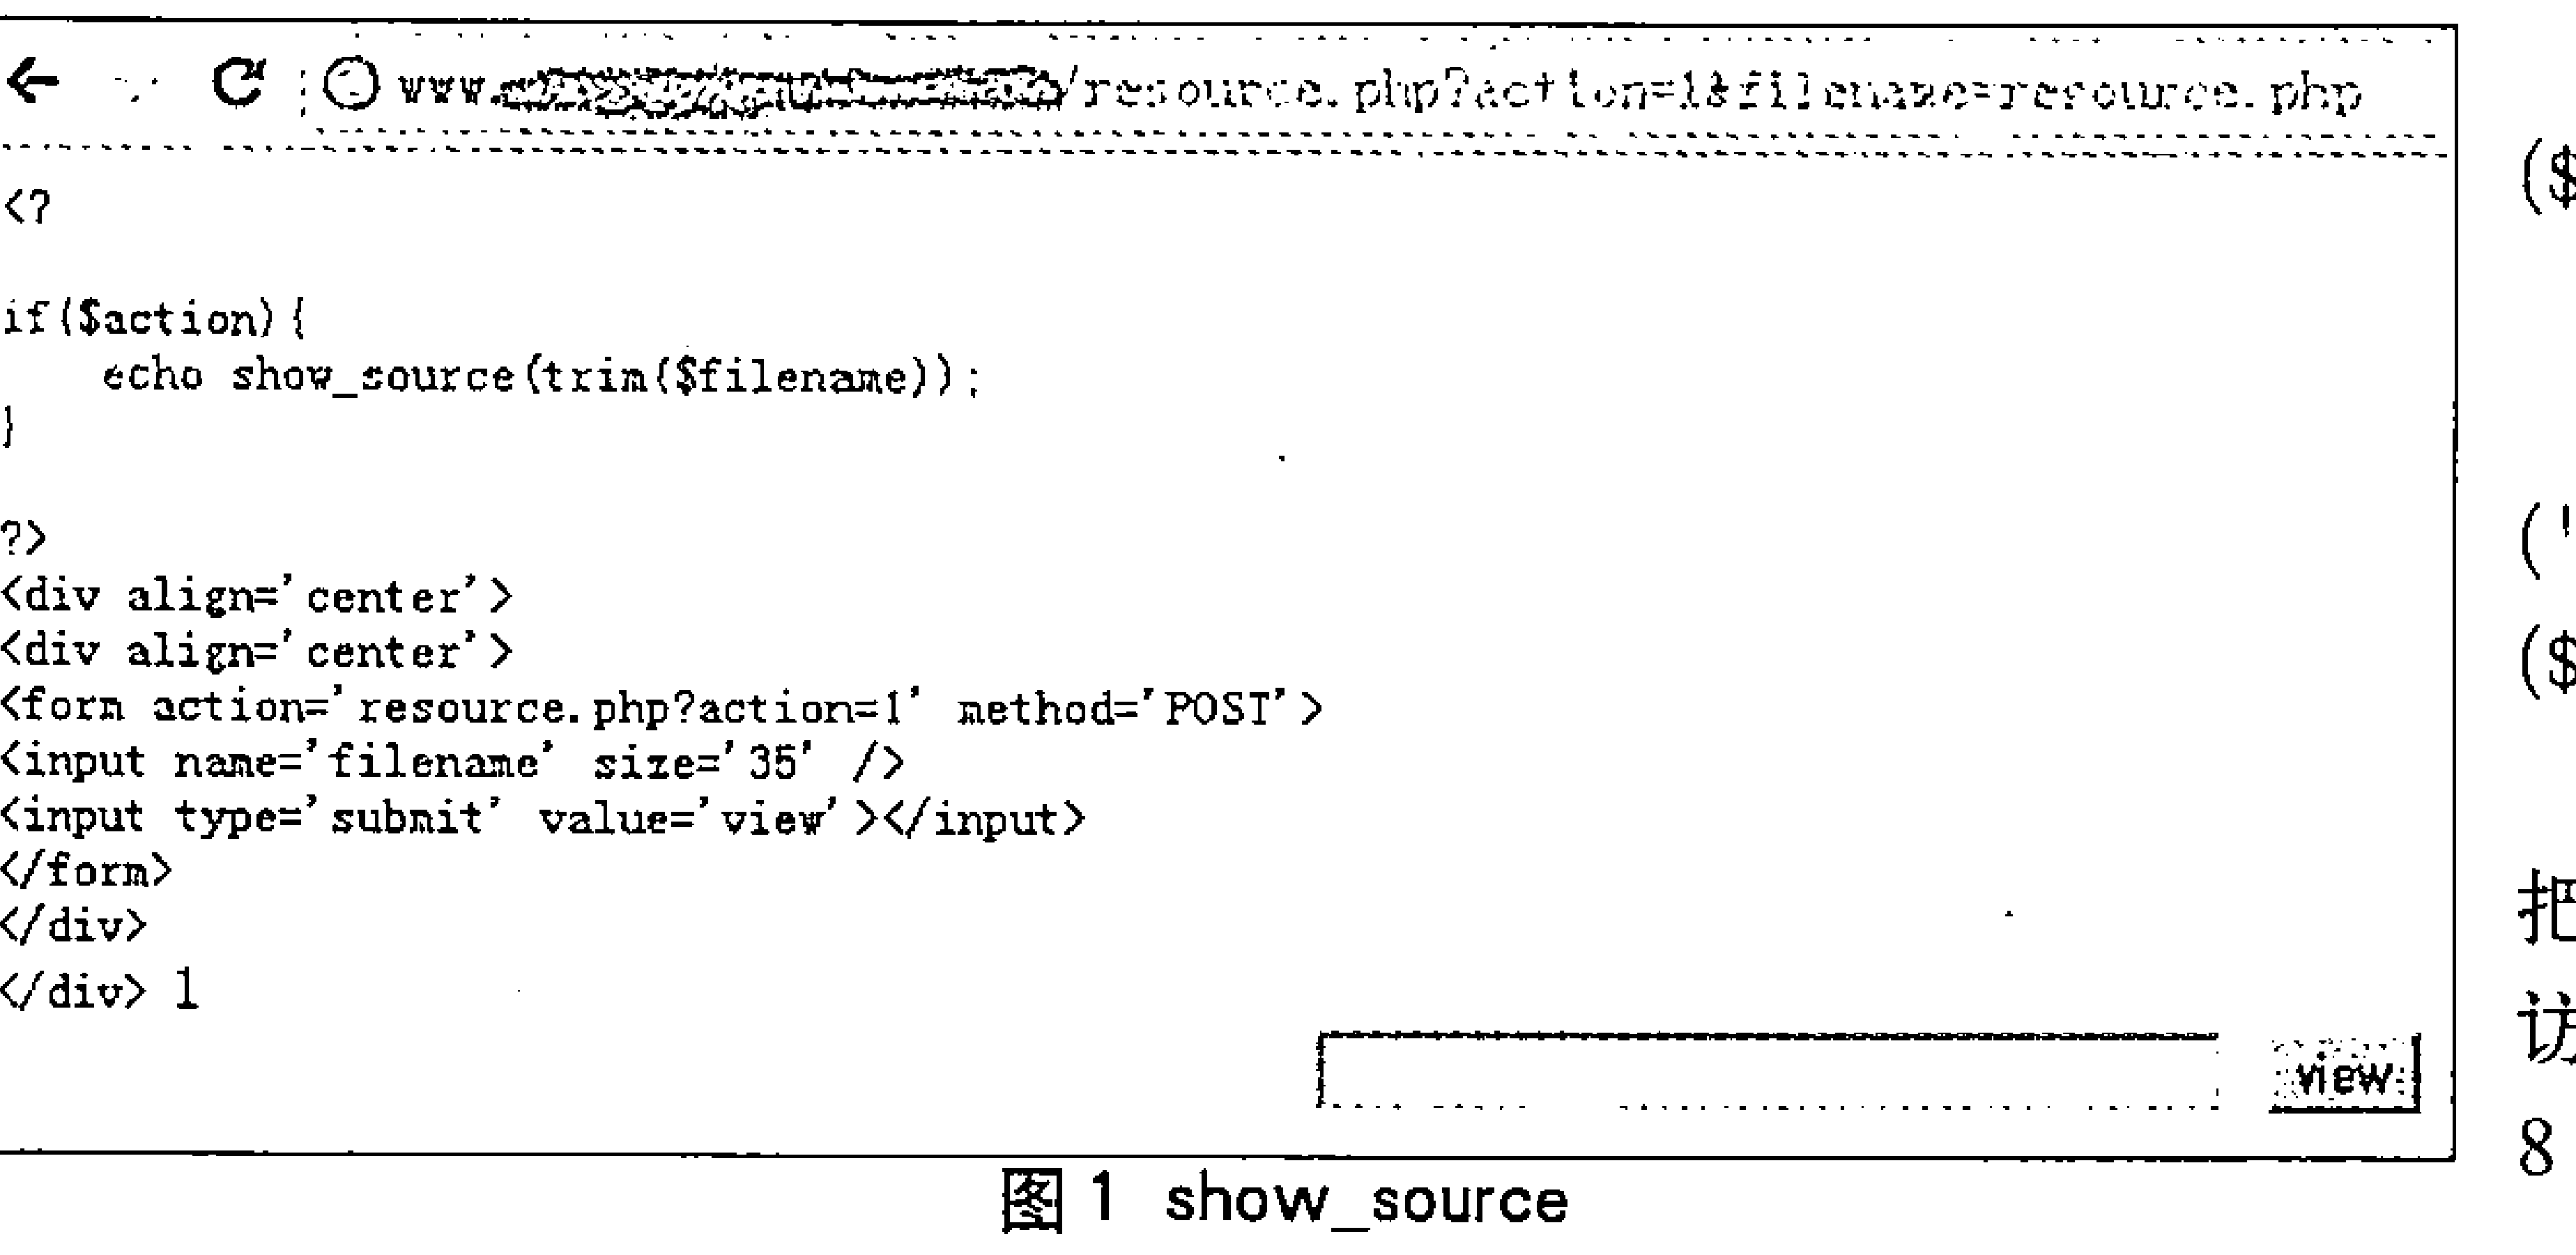 www. /resource.php?action=1&filename=resource.php
<?
if($action){
echo show_source(trim($filename));
}
?>
<div align='center'>
<div align='center'>
<form action='resource.php?action=1' method='POST'>
<input name='filename' size='35' />
<input type='submit' value='view'></input>
</form>
</div>
</div> 1
view
图 1 show_source
($
('
($
把
访
8